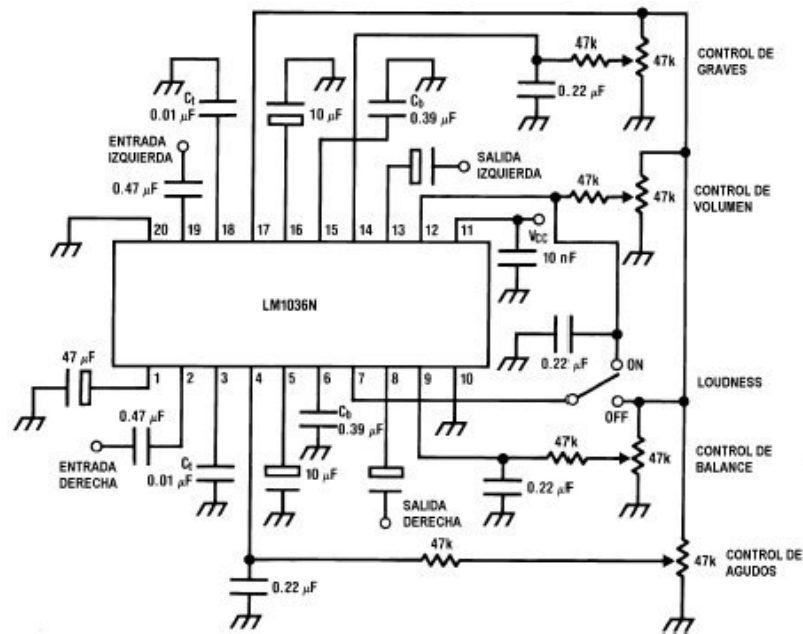 CONTROL DE
GRAVES
47k
47k
0.22 µF
Ct
0.01 µF
10 µF
Cb
0.39 µF
ENTRADA
IZQUIERDA
0.47 µF
SALIDA
IZQUIERDA
47k
47k
CONTROL DE
VOLUMEN
20 19 18 17 16 15 14 13 12 11
VCC
10 nF
LM1036N
1 2 3 4 5 6 7 8 9 10
47 µF
0.22 µF
ON
LOUDNESS
OFF
0.47 µF
ENTRADA
DERECHA
Ct
0.01 µF
10 µF
Cb
0.39 µF
SALIDA
DERECHA
47k
47k
0.22 µF
CONTROL DE
BALANCE
47k
47k
0.22 µF
CONTROL DE
AGUDOS